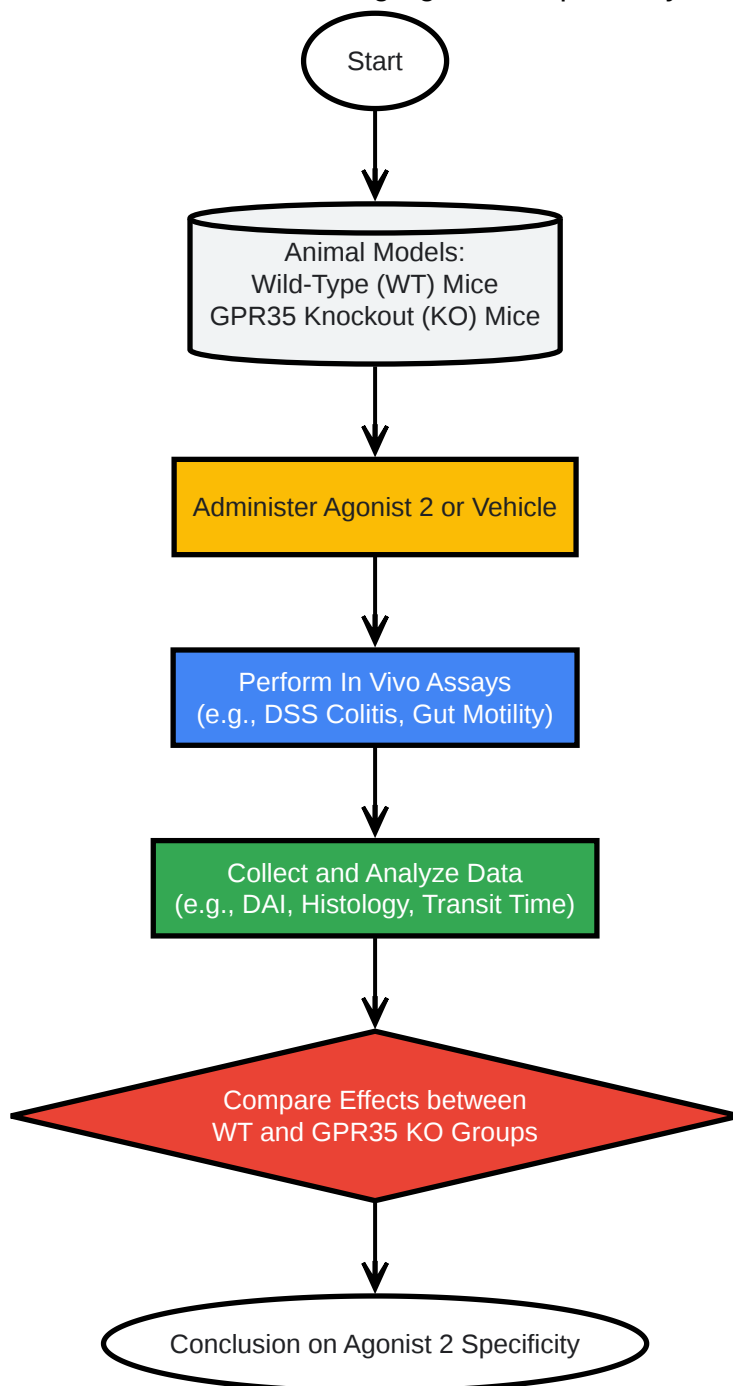 Start
Animal Models:
Wild-Type (WT) Mice
GPR35 Knockout (KO) Mice
Administer Agonist 2 or Vehicle
Perform In Vivo Assays
(e.g., DSS Colitis, Gut Motility)
Collect and Analyze Data
(e.g., DAI, Histology, Transit Time)
Compare Effects between
WT and GPR35 KO Groups
Conclusion on Agonist 2 Specificity